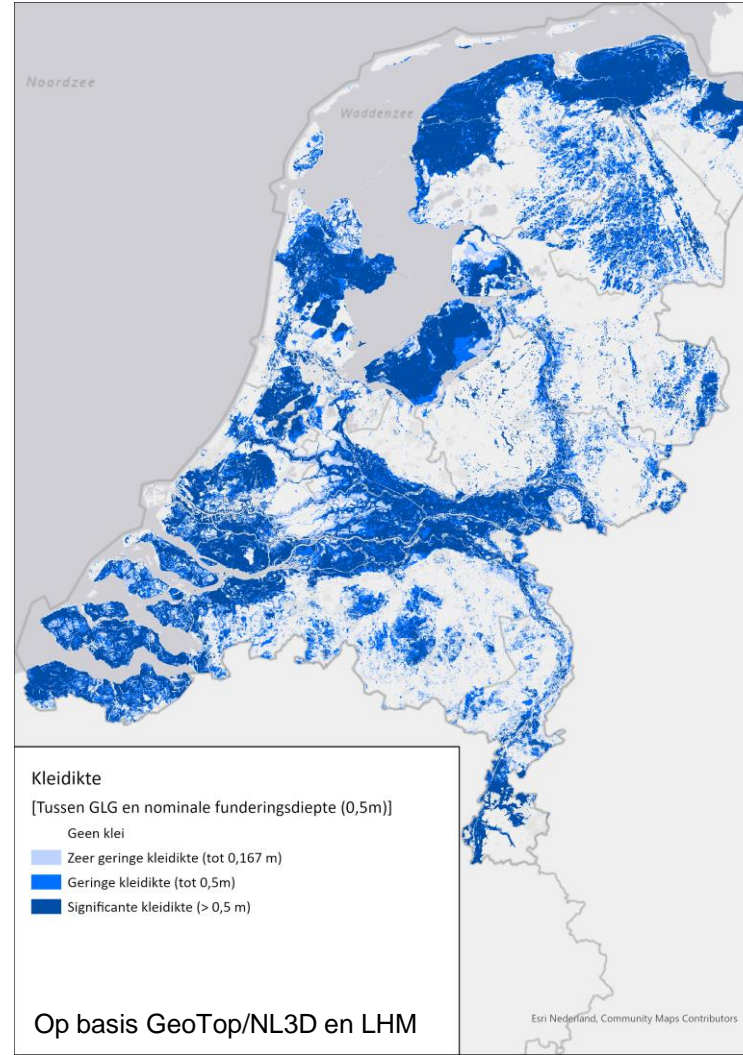 Noordzee
Waddenzee
Kleidikte
[Tussen GLG en nominale funderingsdiepte (0,5m)]
Geen klei
Zeer geringe kleidikte (tot 0,167 m)
Geringe kleidikte (tot 0,5m)
Significante kleidikte (> 0,5 m)
Op basis GeoTop/NL3D en LHM
Esri Nederland, Community Maps Contributors